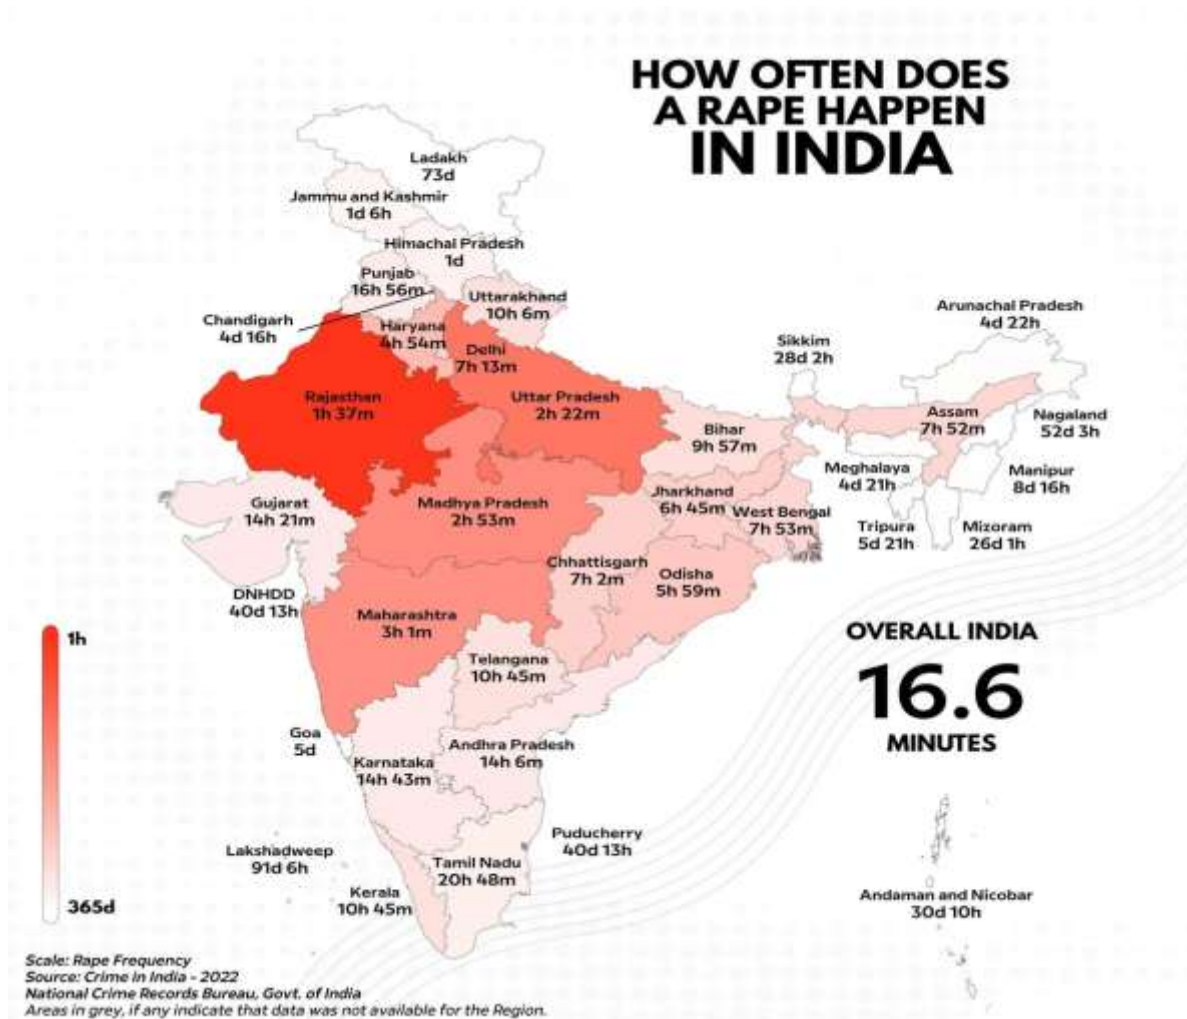 HOW OFTEN DOES
A RAPE HAPPEN
IN INDIA
Ladakh
73d
Jammu and Kashmir
1d 6h
Himachal Pradesh
1d
Punjab
16h 56m
Uttarakhand
10h 6m
Chandigarh
4d 16h
Haryana
4h 54m
Delhi
7h 13m
Arunachal Pradesh
4d 22h
Sikkim
28d 2h
Rajasthan
1h 37m
Uttar Pradesh
2h 22m
Bihar
9h 57m
Assam
7h 52m
Nagaland
52d 3h
Meghalaya
4d 21h
Manipur
8d 16h
Gujarat
14h 21m
Madhya Pradesh
2h 53m
Jharkhand
6h 45m
West Bengal
7h 53m
Tripura
5d 21h
Mizoram
26d 1h
Chhattisgarh
7h 2m
Odisha
5h 59m
DNHDD
40d 13h
Maharashtra
3h 1m
1h
OVERALL INDIA
16.6
MINUTES
Telangana
10h 45m
Goa
5d
Karnataka
14h 43m
Andhra Pradesh
14h 6m
Puducherry
40d 13h
Lakshadweep
91d 6h
Tamil Nadu
20h 48m
Kerala
10h 45m
Andaman and Nicobar
30d 10h
365d
Scale: Rape Frequency
Source: Crime in India - 2022
National Crime Records Bureau, Govt. of India
Areas in grey, if any indicate that data was not available for the Region.